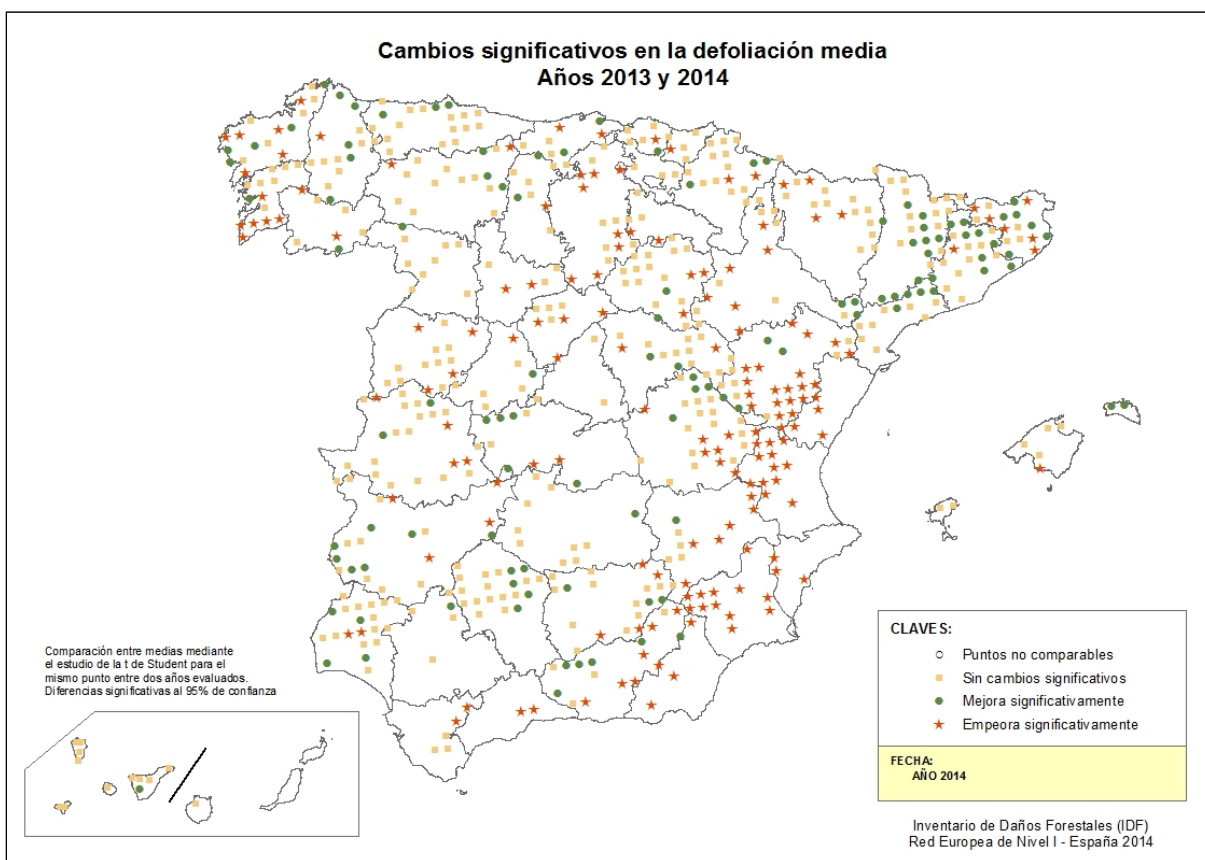 Cambios significativos en la defoliación media
Años 2013 y 2014
Comparación entre medias mediante
el estudio de la t de Student para el
mismo punto entre dos años evaluados.
Diferencias significativas al 95% de confianza
CLAVES:
Puntos no comparables
Sin cambios significativos
Mejora significativamente
Empeora significativamente
FECHA:
AÑO 2014
Inventario de Daños Forestales (IDF)
Red Europea de Nivel I - España 2014